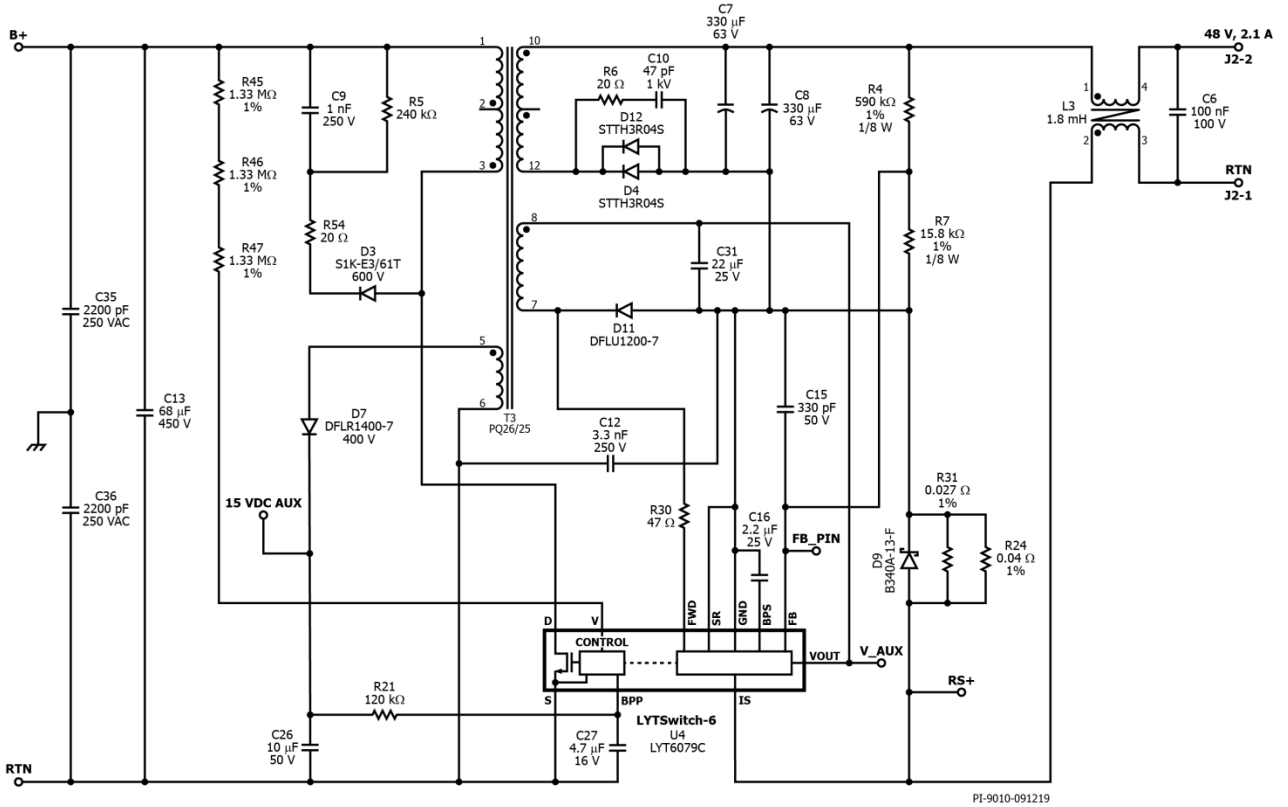 B+
C7
330 μF
63 V
48 V, 2.1 A
J2-2
1
10
R6
20 Ω
C10
47 pF
1 kV
R45
1.33 MΩ
1%
C9
1 nF
250 V
R5
240 kΩ
2
D12
STTH3R04S
C8
330 μF
63 V
R4
590 kΩ
1%
1/8 W
1
4
L3
1.8 mH
2
3
C6
100 nF
100 V
R46
1.33 MΩ
1%
3
12
D4
STTH3R04S
RTN
J2-1
R47
1.33 MΩ
1%
R54
20 Ω
D3
S1K-E3/61T
600 V
8
C31
22 μF
25 V
R7
15.8 kΩ
1%
1/8 W
C35
2200 pF
250 VAC
7
D11
DFLU1200-7
5
C13
68 μF
450 V
D7
DFLR1400-7
400 V
6
T3
PQ26/25
C12
3.3 nF
250 V
C15
330 pF
50 V
C36
2200 pF
250 VAC
15 VDC AUX
R30
47 Ω
C16
2.2 μF
25 V
FB_PIN
D9
B340A-13-F
R31
0.027 Ω
1%
R24
0.04 Ω
1%
D
V
FWD
SR
GND
BPS
FB
CONTROL
VOUT
V_AUX
R21
120 kΩ
S
BPP
IS
RS+
LYTSwitch-6
U4
LYT6079C
C26
10 μF
50 V
C27
4.7 μF
16 V
RTN
PI-9010-091219